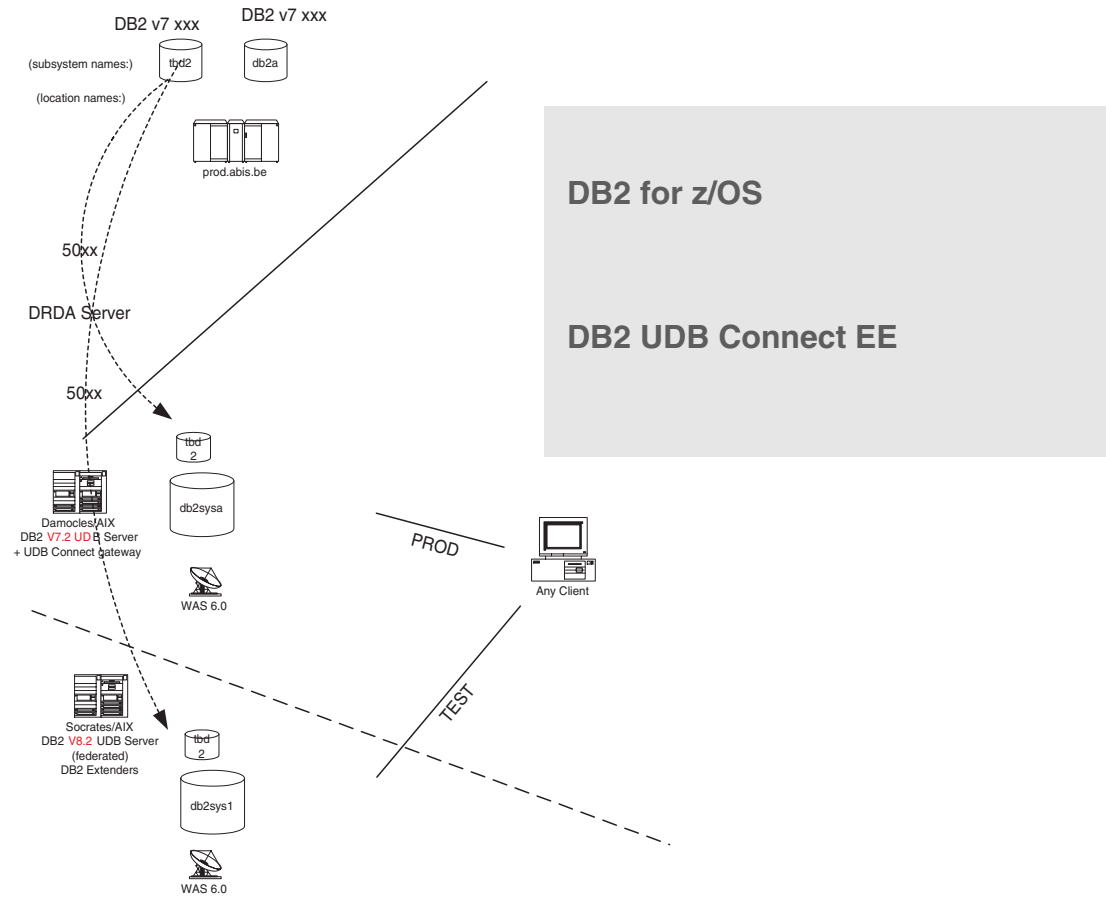 DB2 v7 xxx
DB2 v7 xxx
(subsystem names:)
tbd2
db2a
(location names:)
prod.abis.be
DB2 for z/OS
50xx
DRDA Server
DB2 UDB Connect EE
50xx
tbd
2
db2sysa
Damocles/AIX
DB2 V7.2 UDB Server
+ UDB Connect gateway
WAS 6.0
PROD
Any Client
TEST
Socrates/AIX
DB2 V8.2 UDB Server
(federated)
DB2 Extenders
tbd
2
db2sys1
WAS 6.0